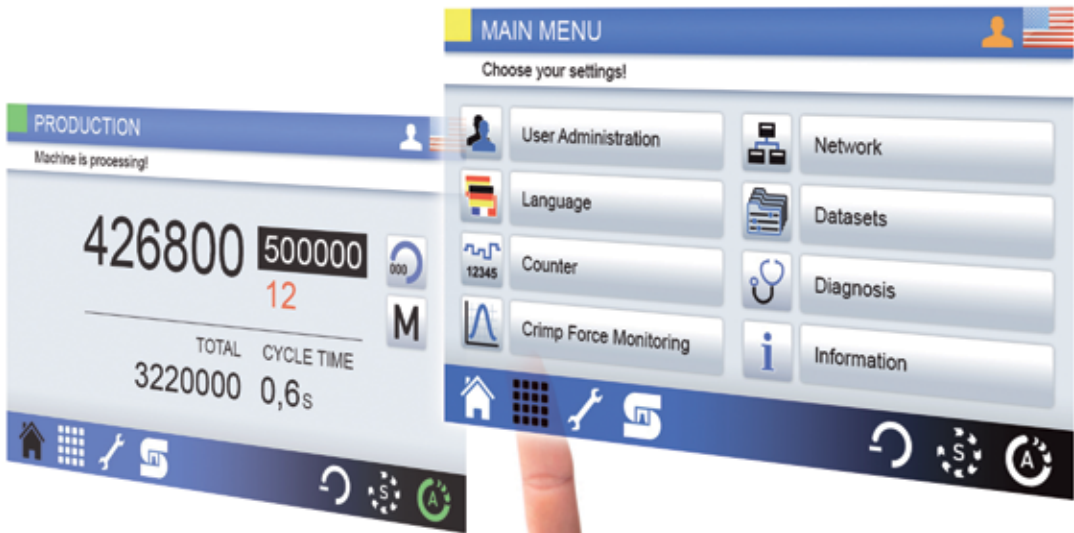 PRODUCTION
Machine is processing!
426800 500000
000
12
M
TOTAL CYCLE TIME
3220000 0,6s
S
A
MAIN MENU
Choose your settings!
User Administration
Network
Language
Datasets
12345
Counter
Diagnosis
Crimp Force Monitoring
i
Information
S
A